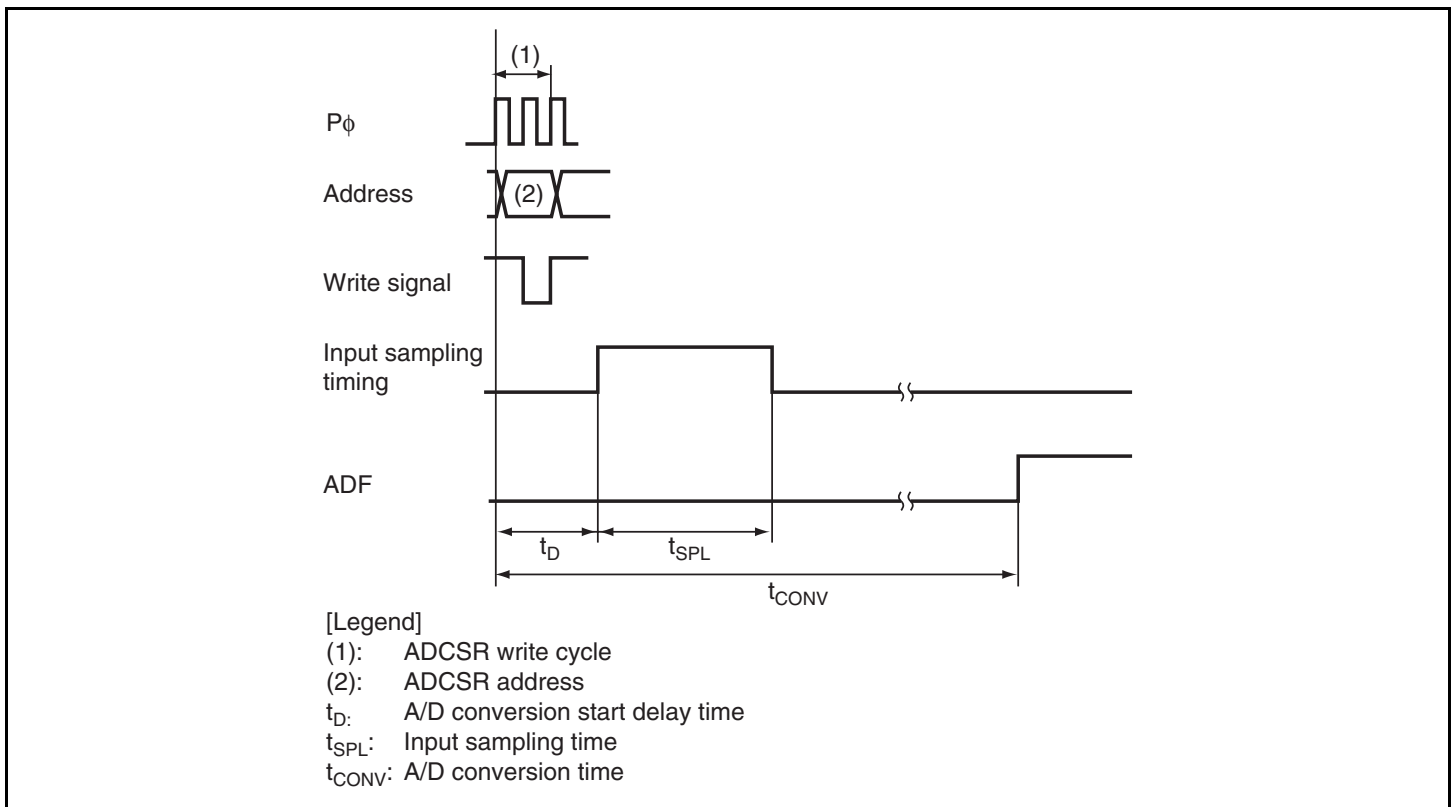 (1)
Pϕ
Address
(2)
Write signal
Input sampling
timing
ADF
tD
tSPL
tCONV
[Legend]
(1): ADCSR write cycle
(2): ADCSR address
tD: A/D conversion start delay time
tSPL: Input sampling time
tCONV: A/D conversion time